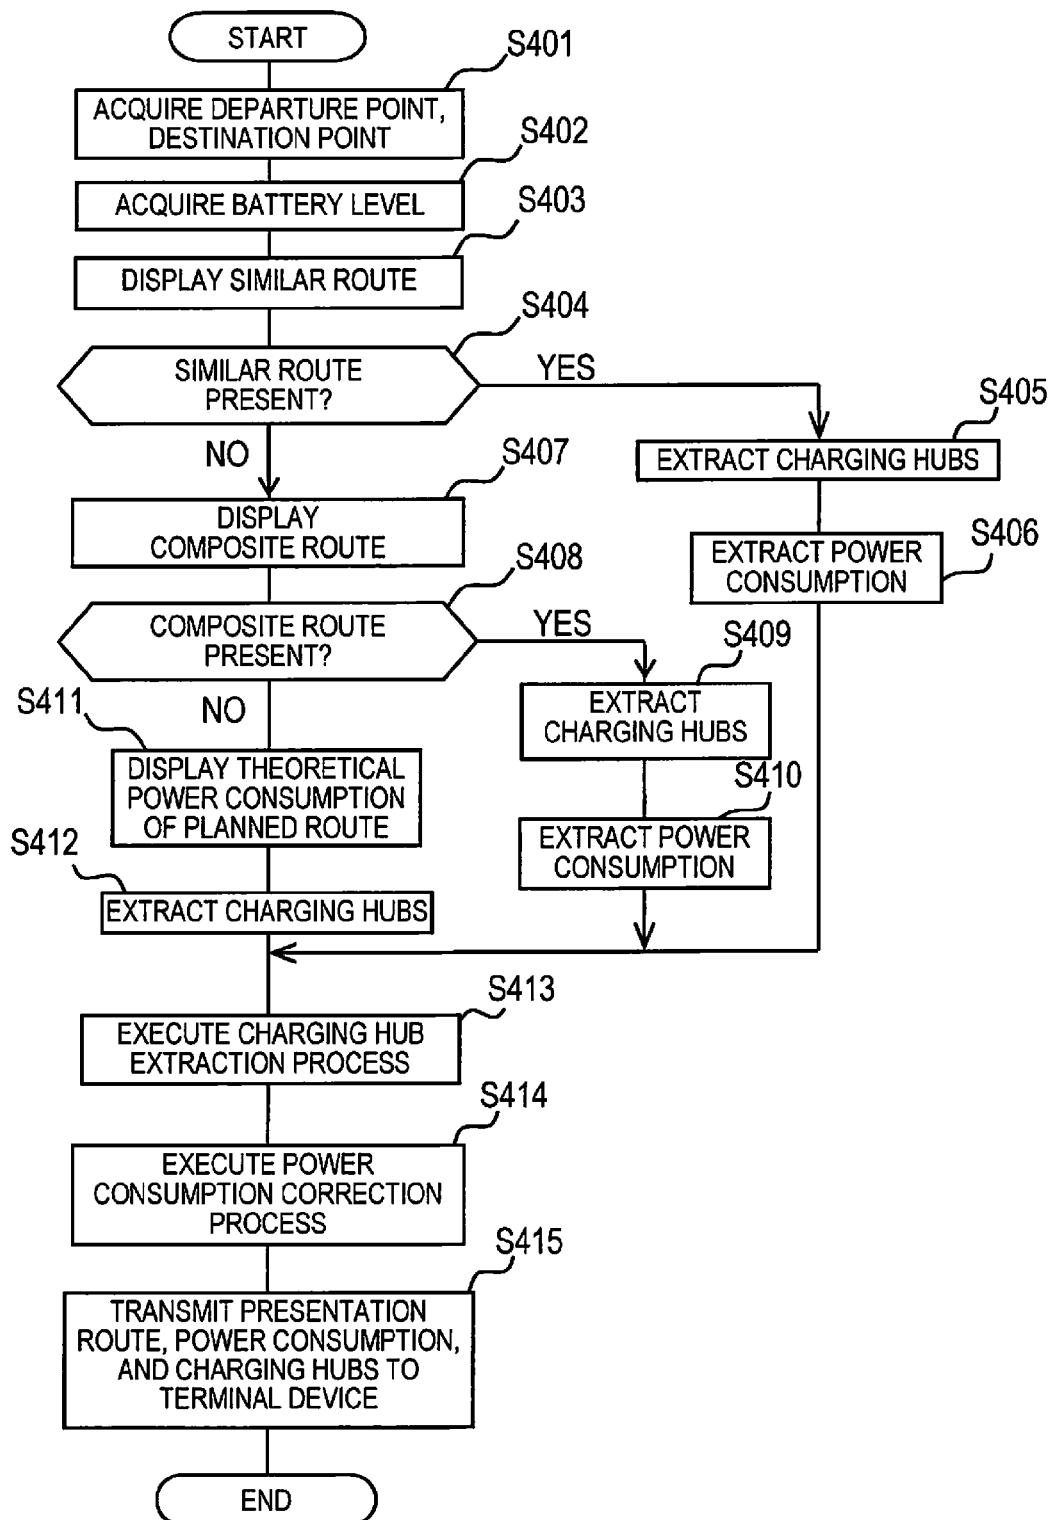 START
S401
ACQUIRE DEPARTURE POINT,
DESTINATION POINT
S402
ACQUIRE BATTERY LEVEL
S403
DISPLAY SIMILAR ROUTE
S404
SIMILAR ROUTE
PRESENT?
YES
NO
S405
EXTRACT CHARGING HUBS
S406
EXTRACT POWER
CONSUMPTION
S407
DISPLAY
COMPOSITE ROUTE
S408
COMPOSITE ROUTE
PRESENT?
YES
NO
S409
EXTRACT
CHARGING HUBS
S410
EXTRACT POWER
CONSUMPTION
S411
DISPLAY THEORETICAL
POWER CONSUMPTION
OF PLANNED ROUTE
S412
EXTRACT CHARGING HUBS
S413
EXECUTE CHARGING HUB
EXTRACTION PROCESS
S414
EXECUTE POWER
CONSUMPTION CORRECTION
PROCESS
S415
TRANSMIT PRESENTATION
ROUTE, POWER CONSUMPTION,
AND CHARGING HUBS TO
TERMINAL DEVICE
END